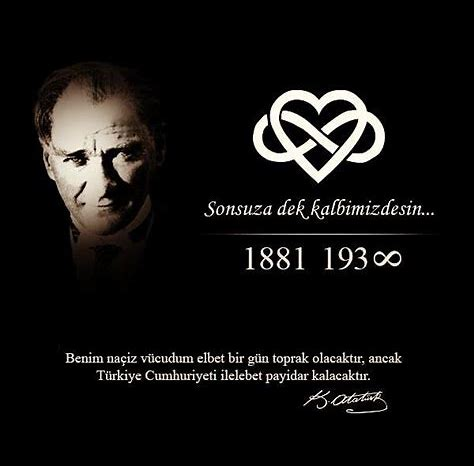 Sonsuza dek kalbimizdesin...
1881 193∞
Benim naçiz vücudum elbet bir gün toprak olacaktır, ancak
Türkiye Cumhuriyeti ilelebet payidar kalacaktır.
K. Atatürk